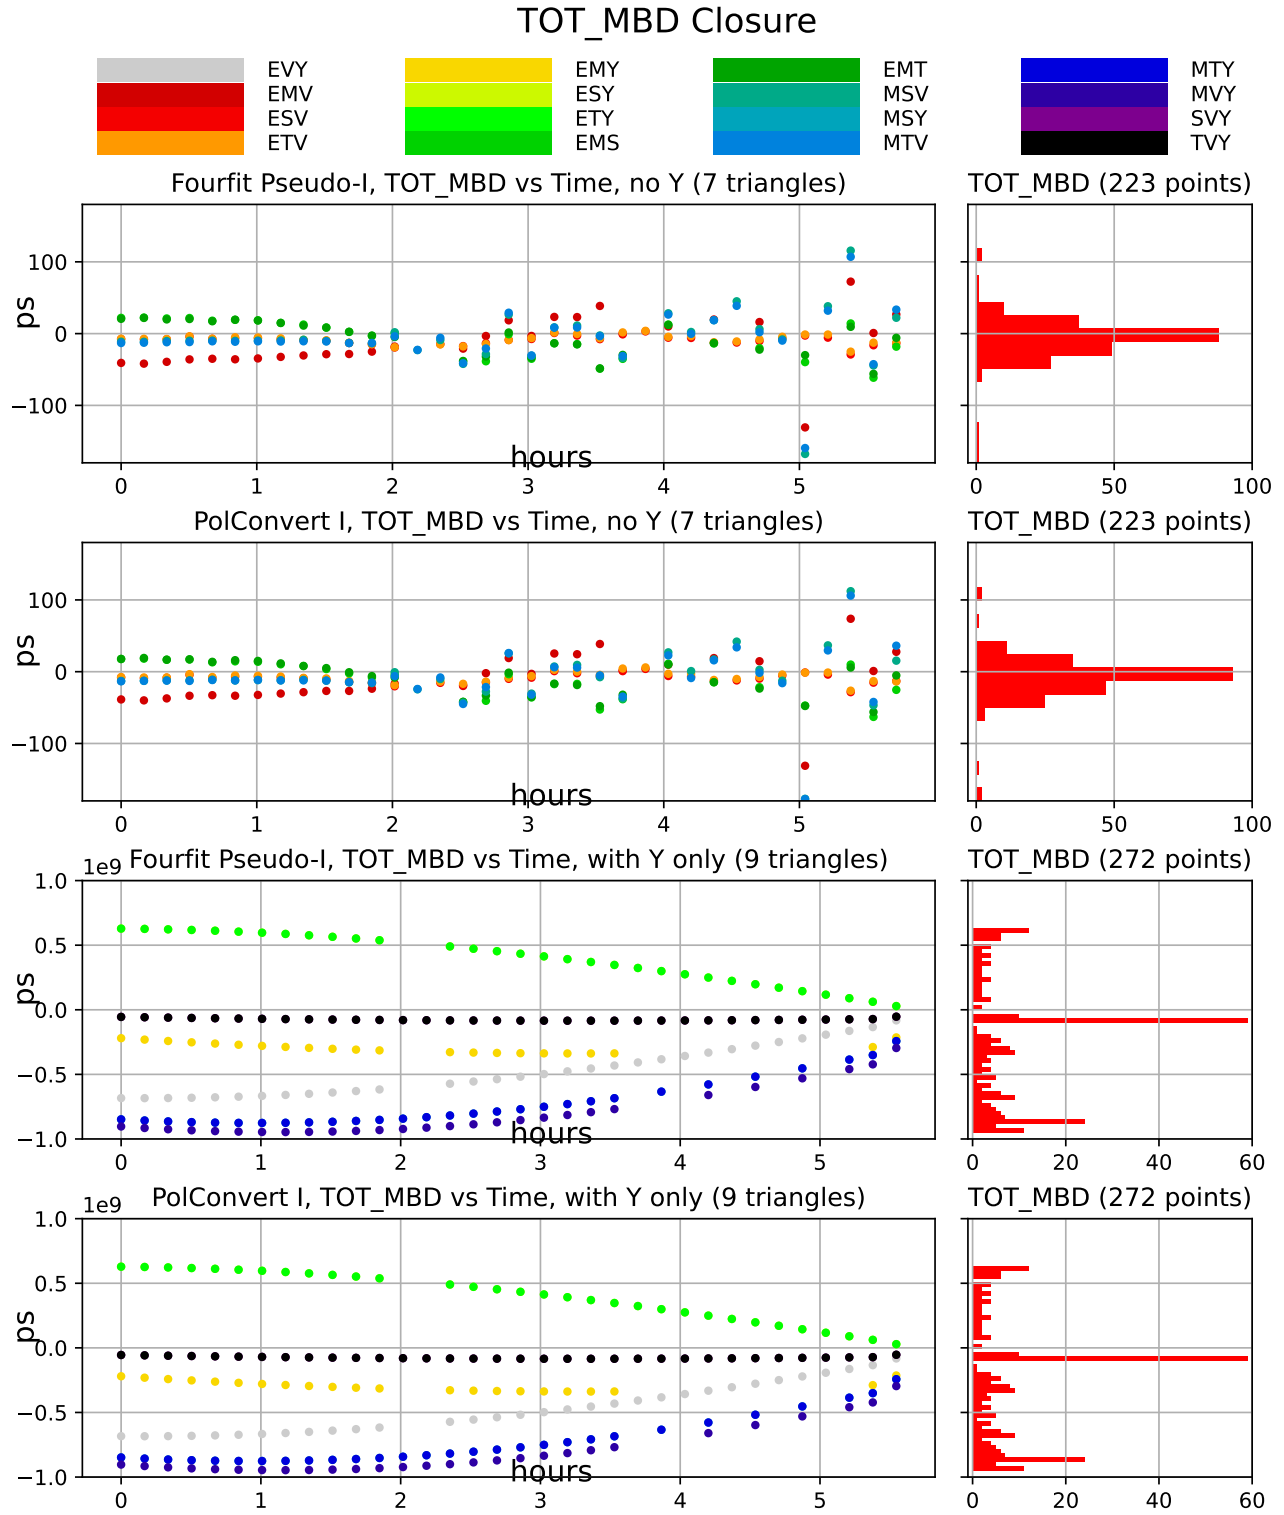 TOT_MBD Closure
EVY EMY EMT MTY
EMV ESY MSV MVY
ESV ETY MSY SVY
ETV EMS MTV TVY
Fourfit Pseudo-I, TOT_MBD vs Time, no Y (7 triangles) TOT_MBD (223 points)
100
0
−100
ps
hours
0 1 2 3 4 5 0 50 100
PolConvert I, TOT_MBD vs Time, no Y (7 triangles) TOT_MBD (223 points)
100
0
−100
ps
hours
0 1 2 3 4 5 0 50 100
1e9 Fourfit Pseudo-I, TOT_MBD vs Time, with Y only (9 triangles) TOT_MBD (272 points)
1.0
0.5
0.0
−0.5
−1.0
ps
hours
0 1 2 3 4 5 0 20 40 60
1e9 PolConvert I, TOT_MBD vs Time, with Y only (9 triangles) TOT_MBD (272 points)
1.0
0.5
0.0
−0.5
−1.0
ps
hours
0 1 2 3 4 5 0 20 40 60